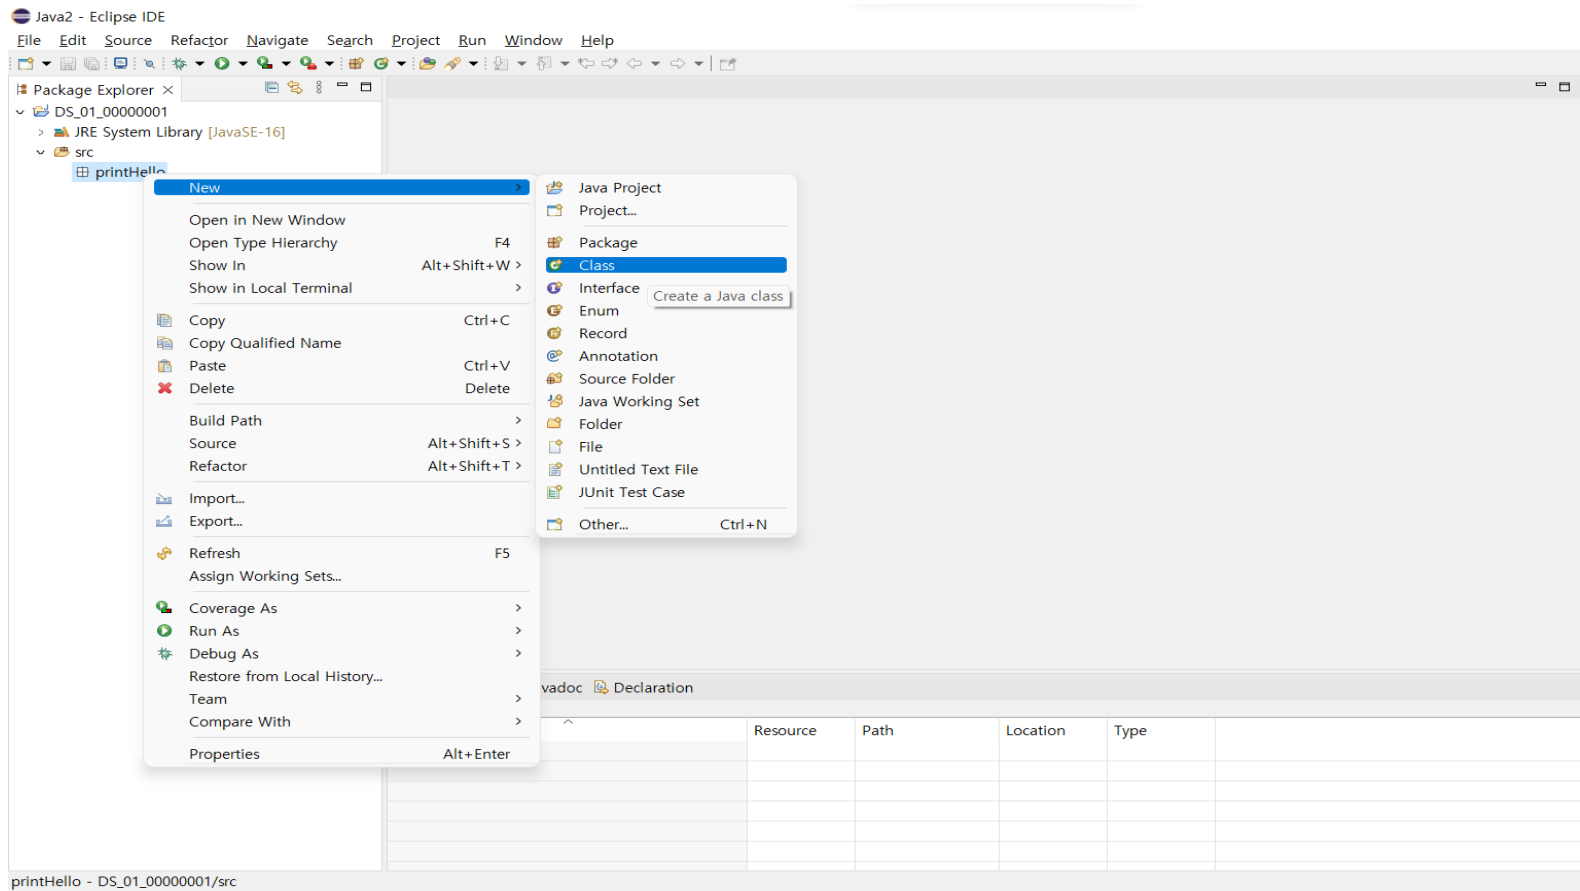 Java2 - Eclipse IDE
File Edit Source Refactor Navigate Search Project Run Window Help
Package Explorer
DS_01_00000001
JRE System Library [JavaSE-16]
src
printHello
New
Open in New Window
Open Type Hierarchy F4
Show In Alt+Shift+W
Show in Local Terminal
Copy Ctrl+C
Copy Qualified Name
Paste Ctrl+V
Delete Delete
Build Path
Source Alt+Shift+S
Refactor Alt+Shift+T
Import...
Export...
Refresh F5
Assign Working Sets...
Coverage As
Run As
Debug As
Restore from Local History...
Team
Compare With
Properties Alt+Enter
Java Project
Project...
Package
Class
Interface
Create a Java class
Enum
Record
Annotation
Source Folder
Java Working Set
Folder
File
Untitled Text File
JUnit Test Case
Other... Ctrl+N
vadoc Declaration
Resource Path Location Type
printHello - DS_01_00000001/src